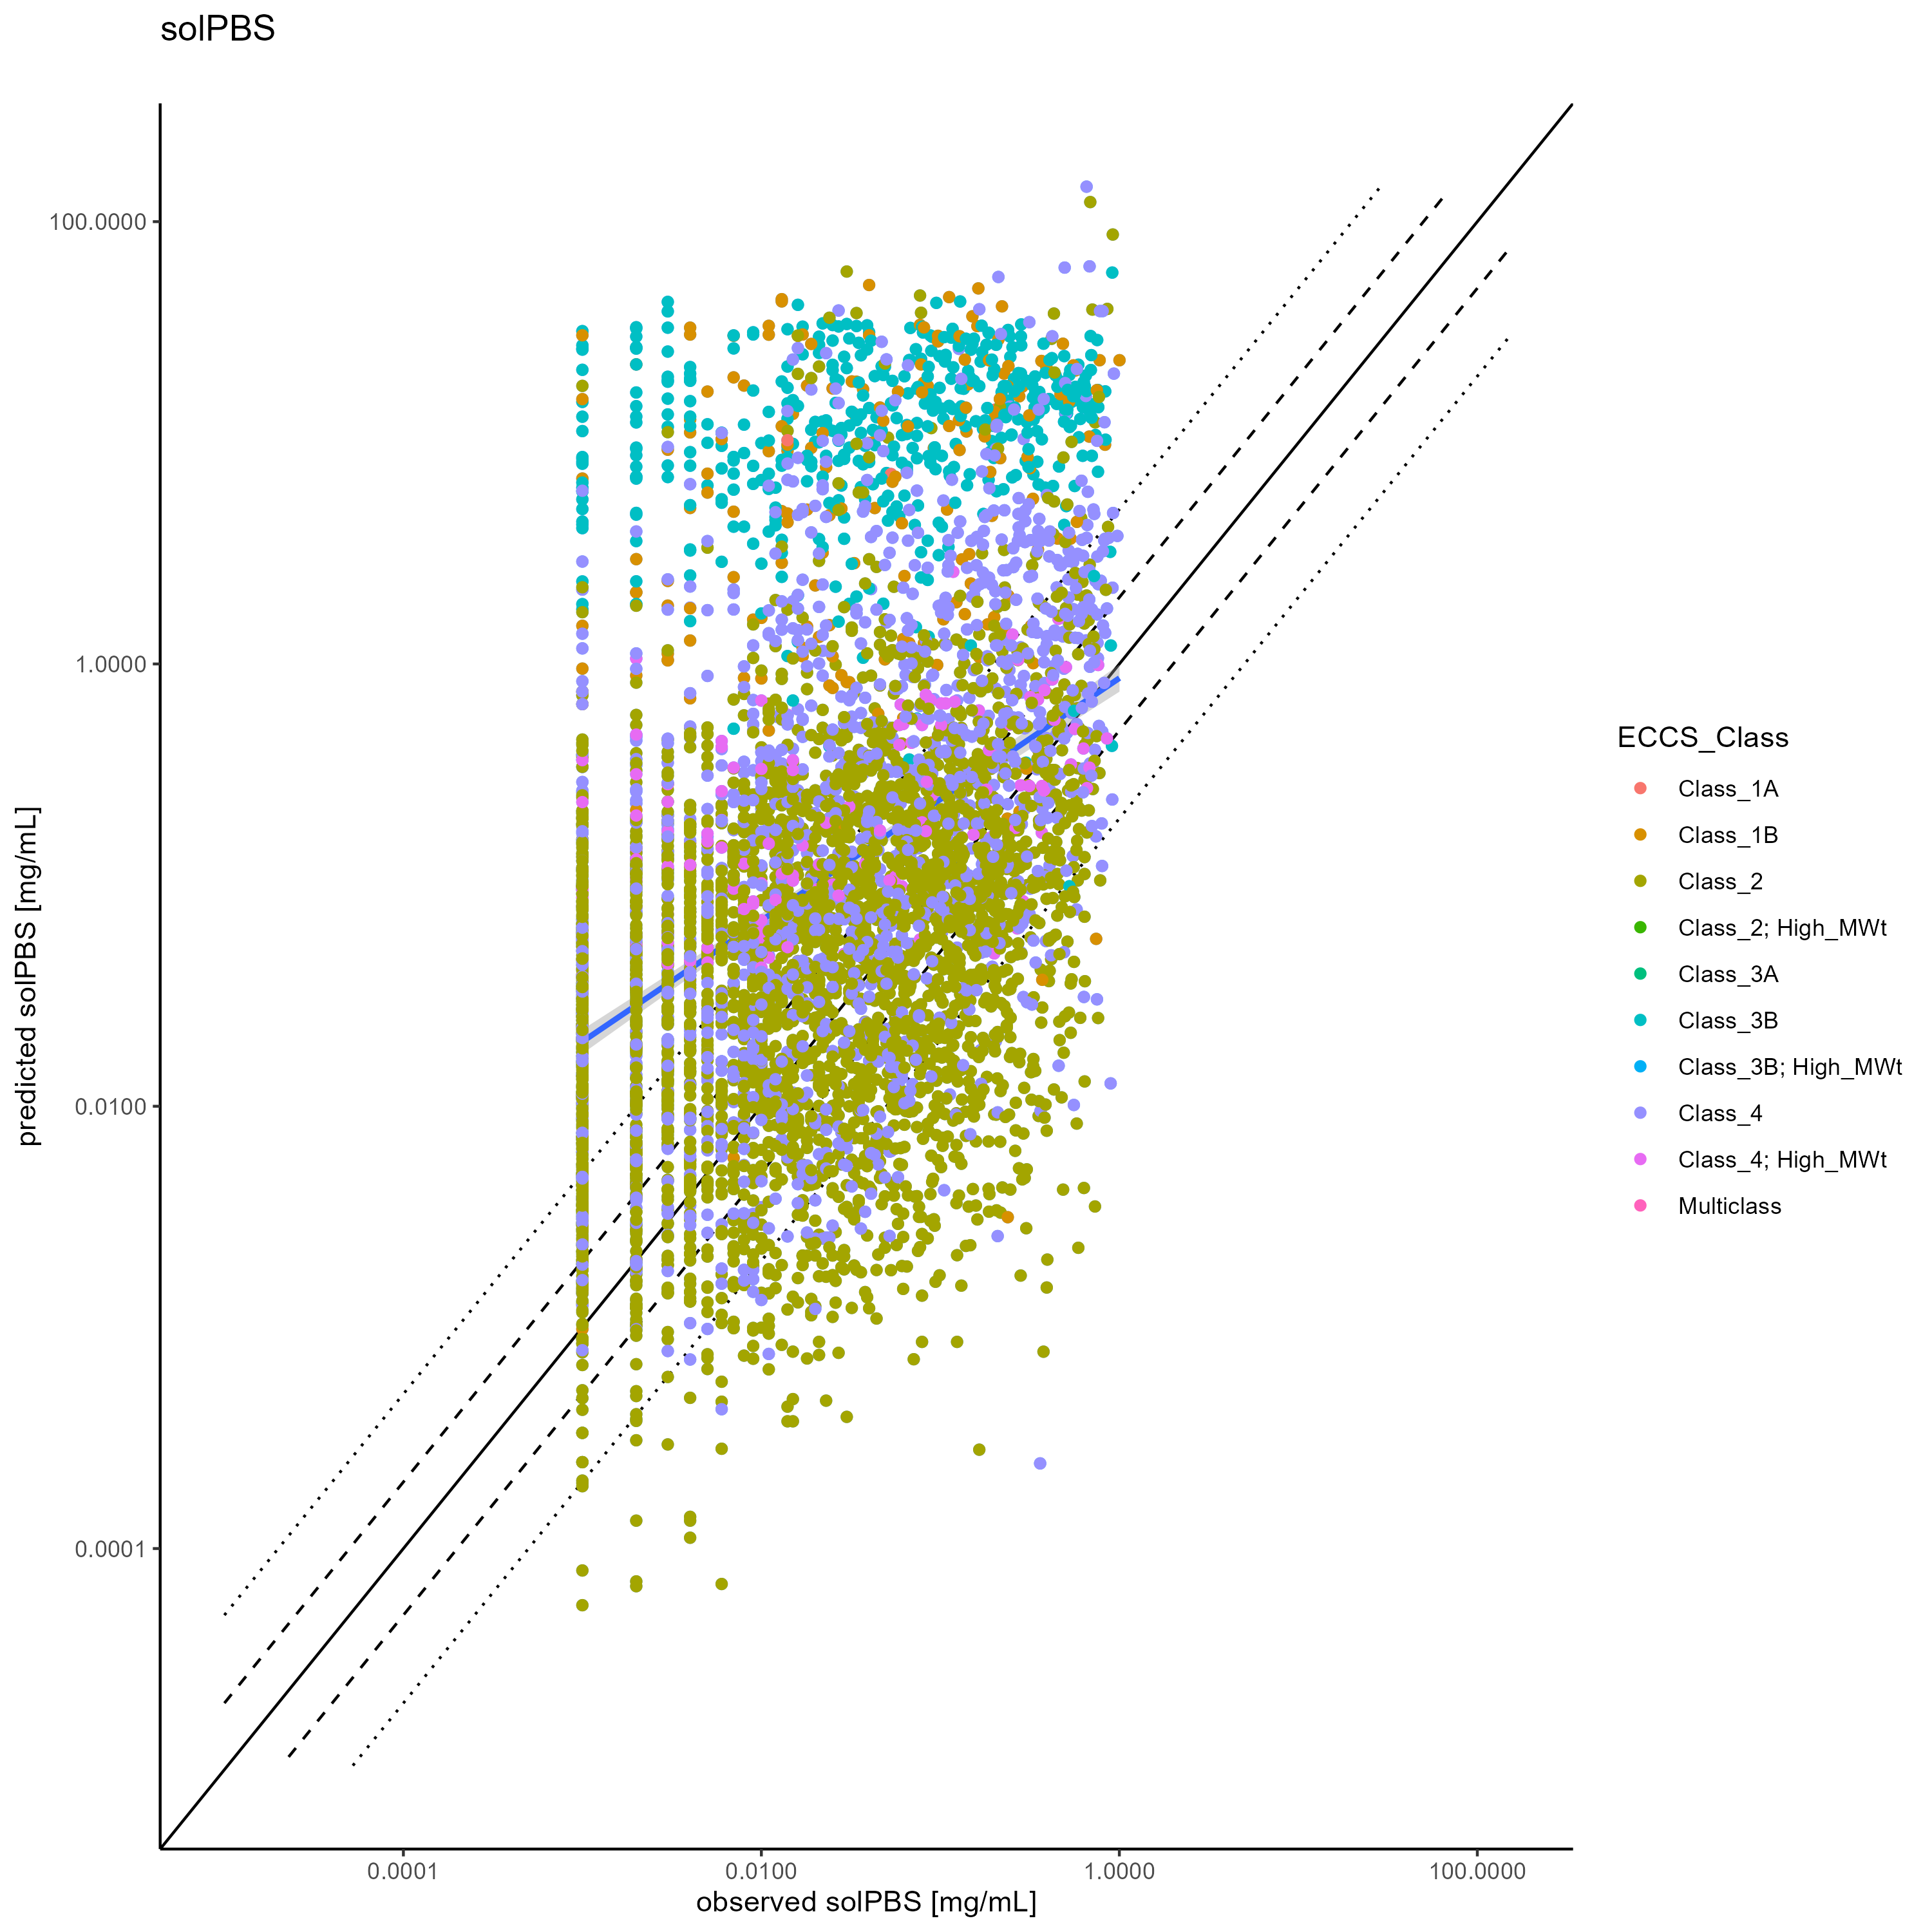 solPBS
100.0000
1.0000
0.0100
0.0001
predicted solPBS [mg/mL]
0.0001
0.0100
1.0000
100.0000
observed solPBS [mg/mL]
ECCS_Class
Class_1A
Class_1B
Class_2
Class_2; High_MWt
Class_3A
Class_3B
Class_3B; High_MWt
Class_4
Class_4; High_MWt
Multiclass